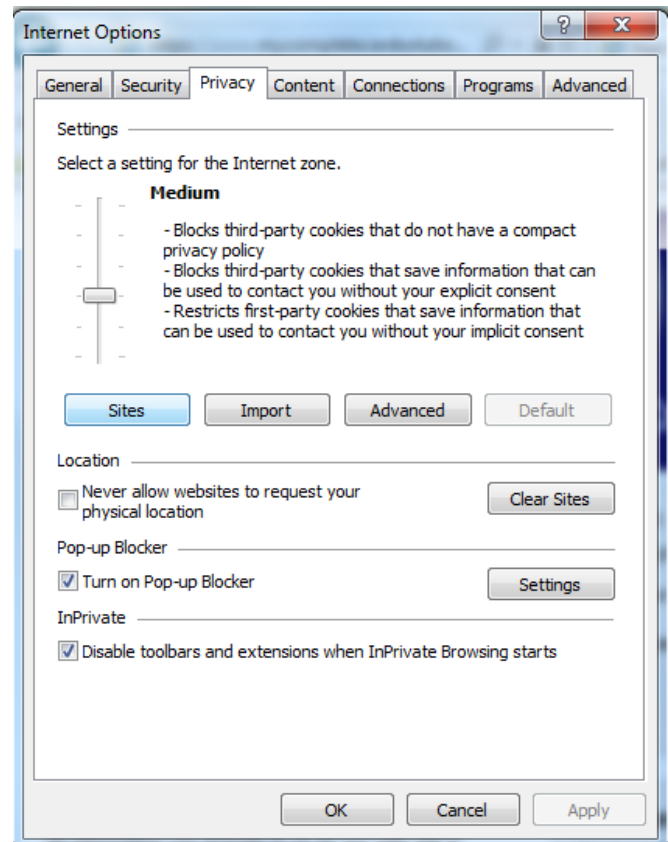 Internet Options
General Security Privacy Content Connections Programs Advanced
Settings
Select a setting for the Internet zone.
Medium
- Blocks third-party cookies that do not have a compact
privacy policy
- Blocks third-party cookies that save information that can
be used to contact you without your explicit consent
- Restricts first-party cookies that save information that
can be used to contact you without your implicit consent
Sites Import Advanced Default
Location
Never allow websites to request your
physical location
Clear Sites
Pop-up Blocker
Turn on Pop-up Blocker
Settings
InPrivate
Disable toolbars and extensions when InPrivate Browsing starts
OK Cancel Apply